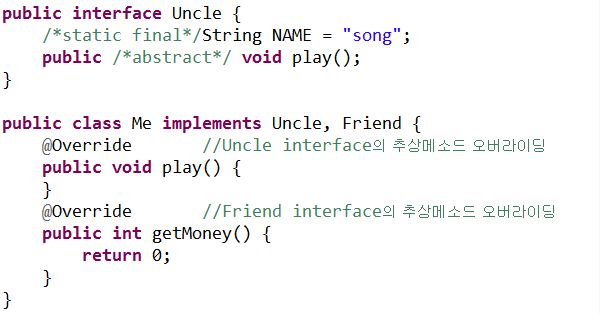 public interface Uncle {
    /*static final*/String NAME = "song";
    public /*abstract*/ void play();
}

public class Me implements Uncle, Friend {
    @Override       //Uncle interface의 추상메소드 오버라이딩
    public void play() {
    }
    @Override       //Friend interface의 추상메소드 오버라이딩
    public int getMoney() {
        return 0;
    }
}